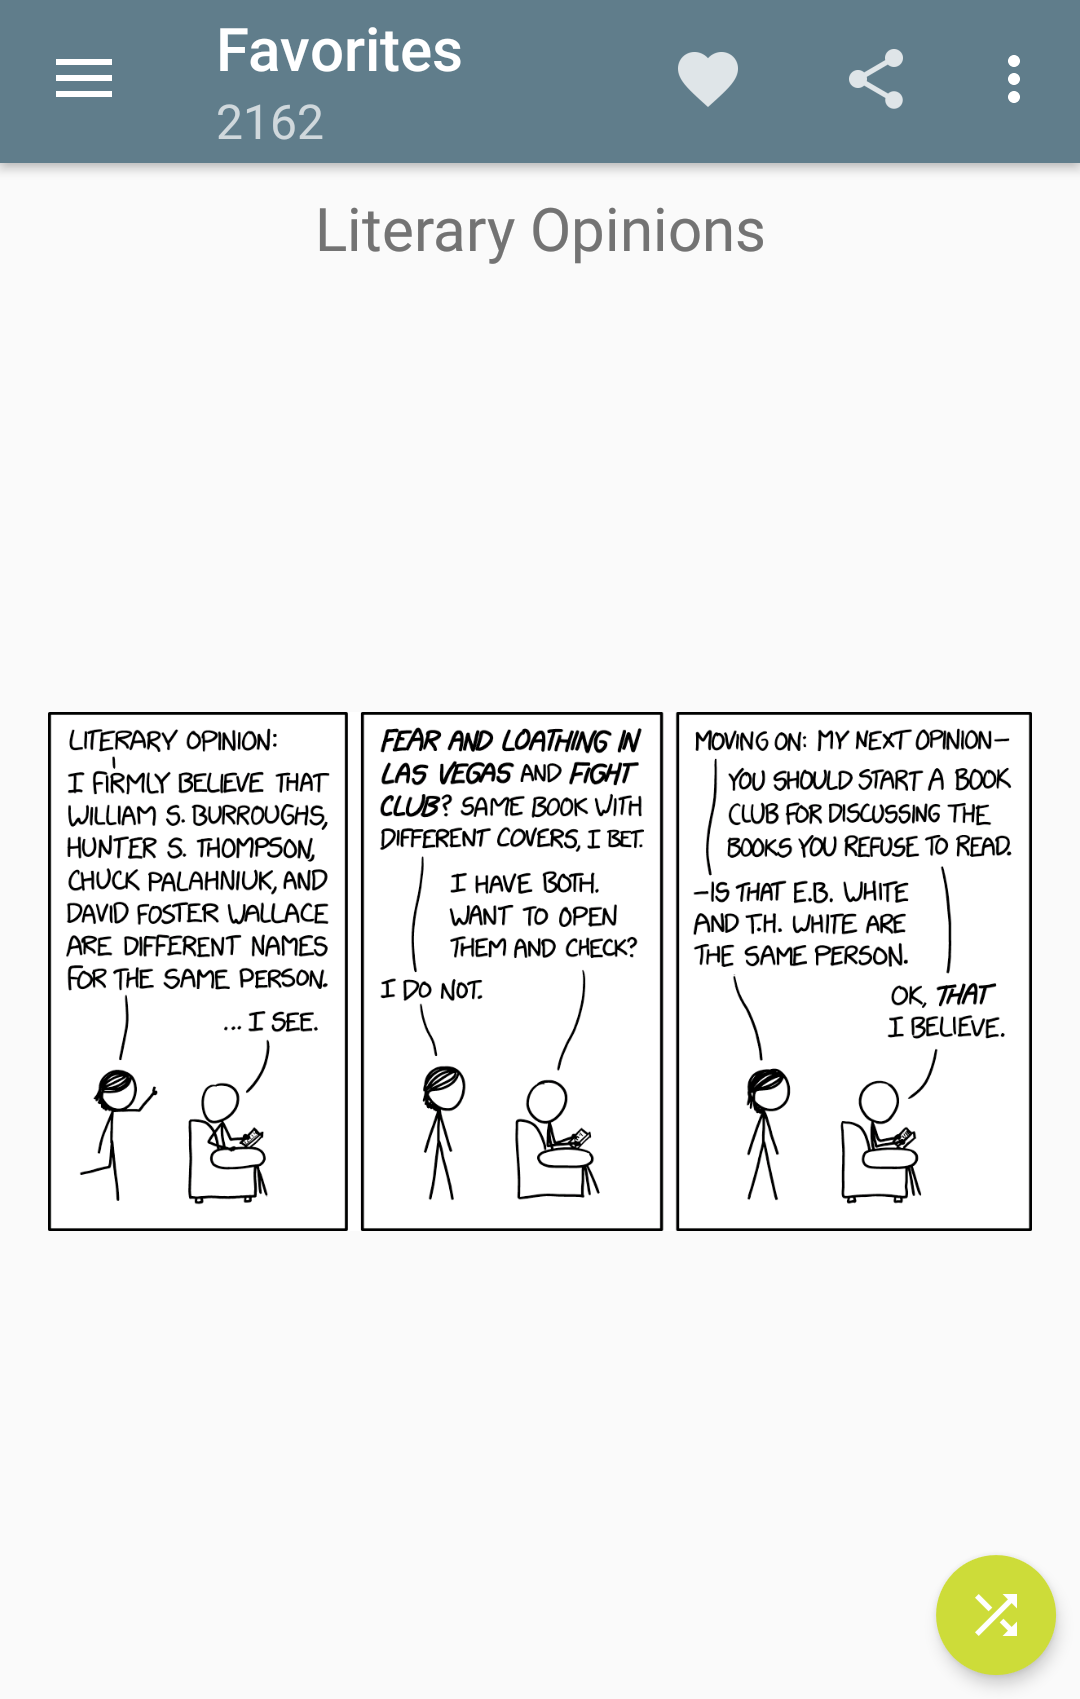 Favorites
2162
Literary Opinions
LITERARY OPINION:
I FIRMLY BELIEVE THAT
WILLIAM S. BURROUGHS,
HUNTER S. THOMPSON,
CHUCK PALAHNIUK, AND
DAVID FOSTER WALLACE
ARE DIFFERENT NAMES
FOR THE SAME PERSON.
... I SEE.
FEAR AND LOATHING IN
LAS VEGAS AND FIGHT
CLUB? SAME BOOK WITH
DIFFERENT COVERS, I BET.
I HAVE BOTH.
WANT TO OPEN
THEM AND CHECK?
I DO NOT.
MOVING ON: MY NEXT OPINION—
YOU SHOULD START A BOOK
CLUB FOR DISCUSSING THE
BOOKS YOU REFUSE TO READ.
—IS THAT E.B. WHITE
AND T.H. WHITE ARE
THE SAME PERSON.
OK, THAT
I BELIEVE.